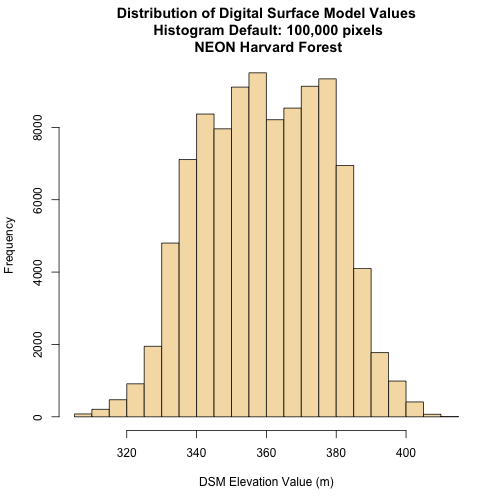 Distribution of Digital Surface Model Values
Histogram Default: 100,000 pixels
NEON Harvard Forest
Frequency
8000
6000
4000
2000
0
320 340 360 380 400
DSM Elevation Value (m)